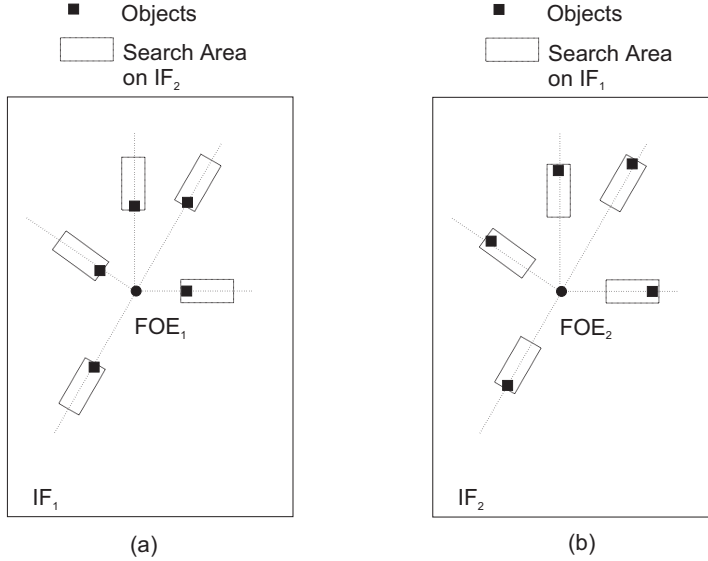 Objects
Search Area
on IF₂
FOE₁
IF₁
(a)
Objects
Search Area
on IF₁
FOE₂
IF₂
(b)